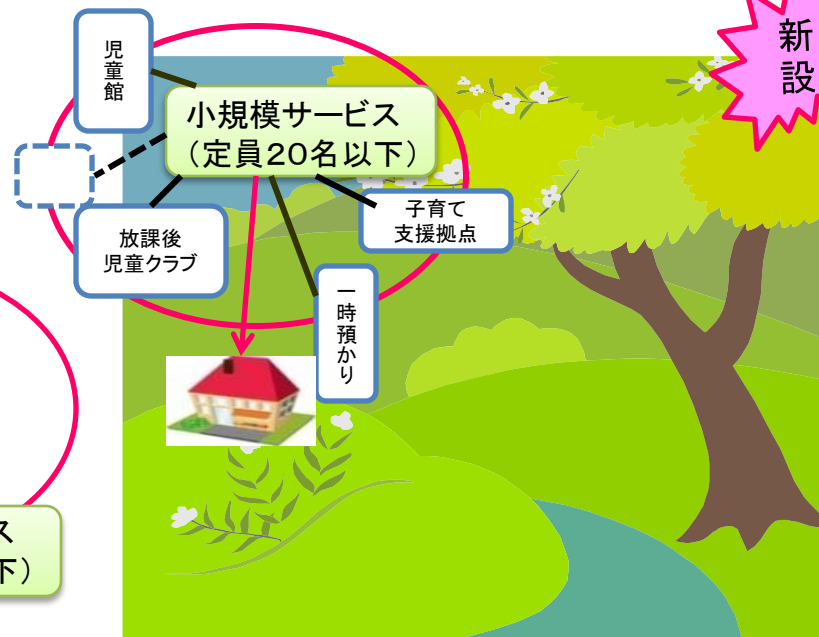 新設
児童館
小規模サービス
（定員２０名以下）
子育て
支援拠点
放課後
児童クラブ
一時預かり
ス
下）